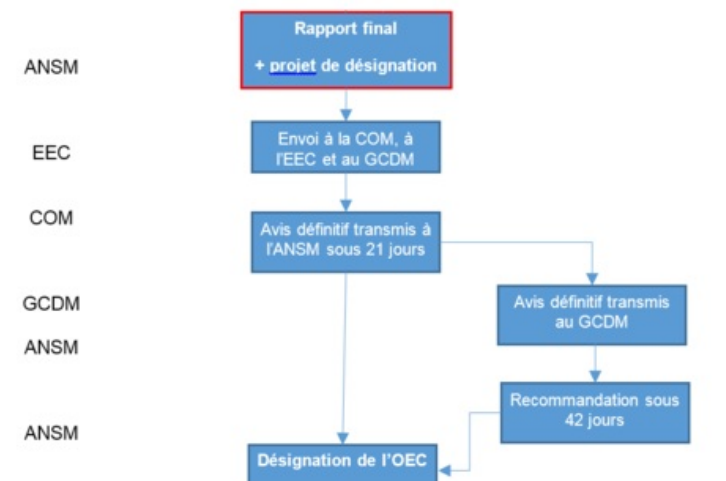 Rapport final
+ projet de désignation
ANSM
Envoi à la COM, à
l'EEC et au GCDM
EEC
COM
Avis définitif transmis à
l'ANSM sous 21 jours
GCDM
Avis définitif transmis
au GCDM
ANSM
Recommandation sous
42 jours
ANSM
Désignation de l'OEC